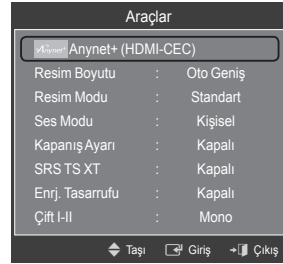 Araçlar
Anynet+ Anynet+ (HDMI-CEC)
Resim Boyutu : Oto Geniş
Resim Modu : Standart
Ses Modu : Kişisel
Kapanış Ayarı : Kapalı
SRS TS XT : Kapalı
Enrj. Tasarrufu : Kapalı
Çift I-II : Mono
Taşı Giriş Çıkış